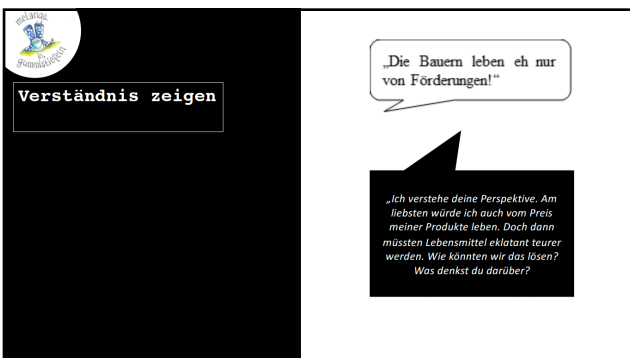 melange.
in
gummistiefeln
Verständnis zeigen
„Die Bauern leben eh nur
von Förderungen!“
„Ich verstehe deine Perspektive. Am
liebsten würde ich auch vom Preis
meiner Produkte leben. Doch dann
müssten Lebensmittel eklatant teurer
werden. Wie könnten wir das lösen?
Was denkst du darüber?